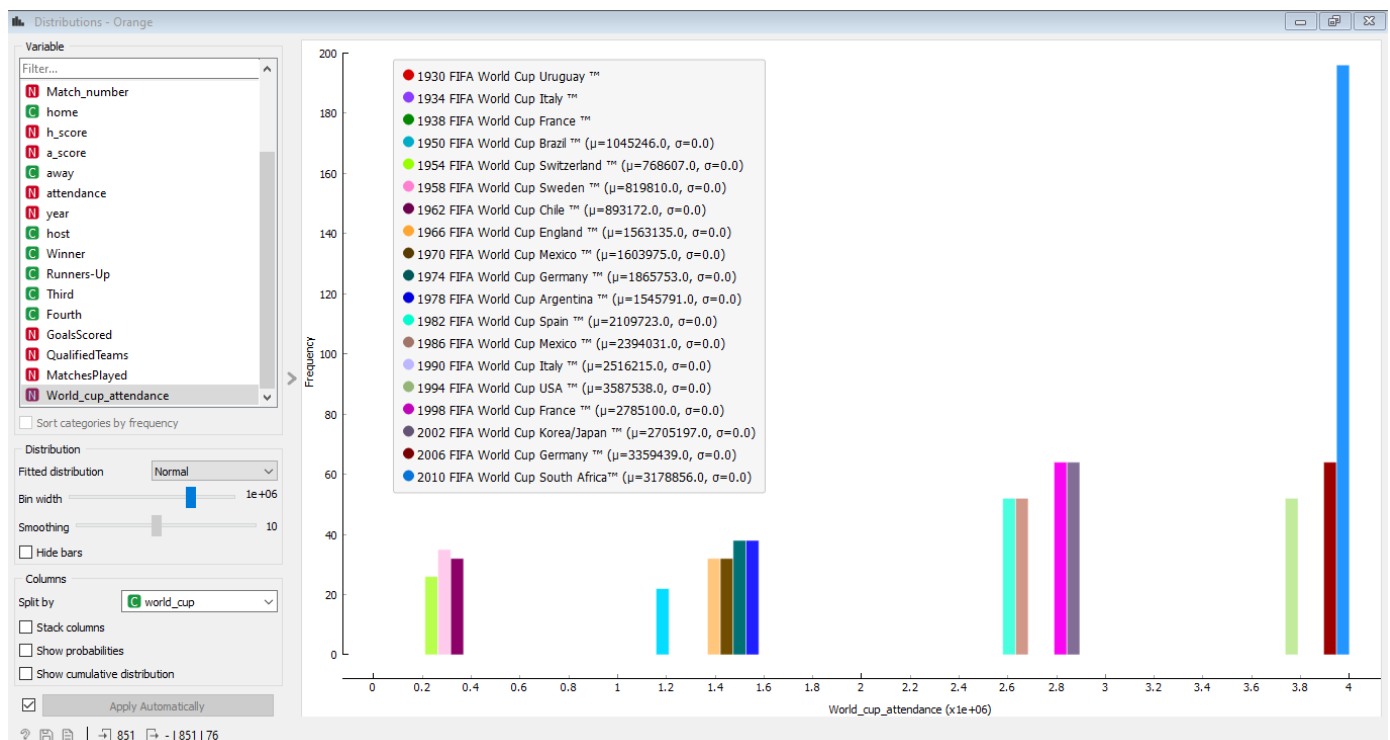 Distributions - Orange
Variable
Filter...
N Match_number
C home
N h_score
N a_score
C away
N attendance
N year
C host
C Winner
C Runners-Up
C Third
C Fourth
N GoalsScored
N QualifiedTeams
N MatchesPlayed
N World_cup_attendance
Sort categories by frequency
Distribution
Fitted distribution Normal
Bin width 1e+06
Smoothing 10
Hide bars
Columns
Split by C world_cup
Stack columns
Show probabilities
Show cumulative distribution
Apply Automatically
? 851 - | 851 | 76
200
180
160
140
120
100
80
60
40
20
0
Frequency
1930 FIFA World Cup Uruguay ™
1934 FIFA World Cup Italy ™
1938 FIFA World Cup France ™
1950 FIFA World Cup Brazil ™ (μ=1045246.0, σ=0.0)
1954 FIFA World Cup Switzerland ™ (μ=768607.0, σ=0.0)
1958 FIFA World Cup Sweden ™ (μ=819810.0, σ=0.0)
1962 FIFA World Cup Chile ™ (μ=893172.0, σ=0.0)
1966 FIFA World Cup England ™ (μ=1563135.0, σ=0.0)
1970 FIFA World Cup Mexico ™ (μ=1603975.0, σ=0.0)
1974 FIFA World Cup Germany ™ (μ=1865753.0, σ=0.0)
1978 FIFA World Cup Argentina ™ (μ=1545791.0, σ=0.0)
1982 FIFA World Cup Spain ™ (μ=2109723.0, σ=0.0)
1986 FIFA World Cup Mexico ™ (μ=2394031.0, σ=0.0)
1990 FIFA World Cup Italy ™ (μ=2516215.0, σ=0.0)
1994 FIFA World Cup USA ™ (μ=3587538.0, σ=0.0)
1998 FIFA World Cup France ™ (μ=2785100.0, σ=0.0)
2002 FIFA World Cup Korea/Japan ™ (μ=2705197.0, σ=0.0)
2006 FIFA World Cup Germany ™ (μ=3359439.0, σ=0.0)
2010 FIFA World Cup South Africa™ (μ=3178856.0, σ=0.0)
0 0.2 0.4 0.6 0.8 1 1.2 1.4 1.6 1.8 2 2.2 2.4 2.6 2.8 3 3.2 3.4 3.6 3.8 4
World_cup_attendance (x1e+06)